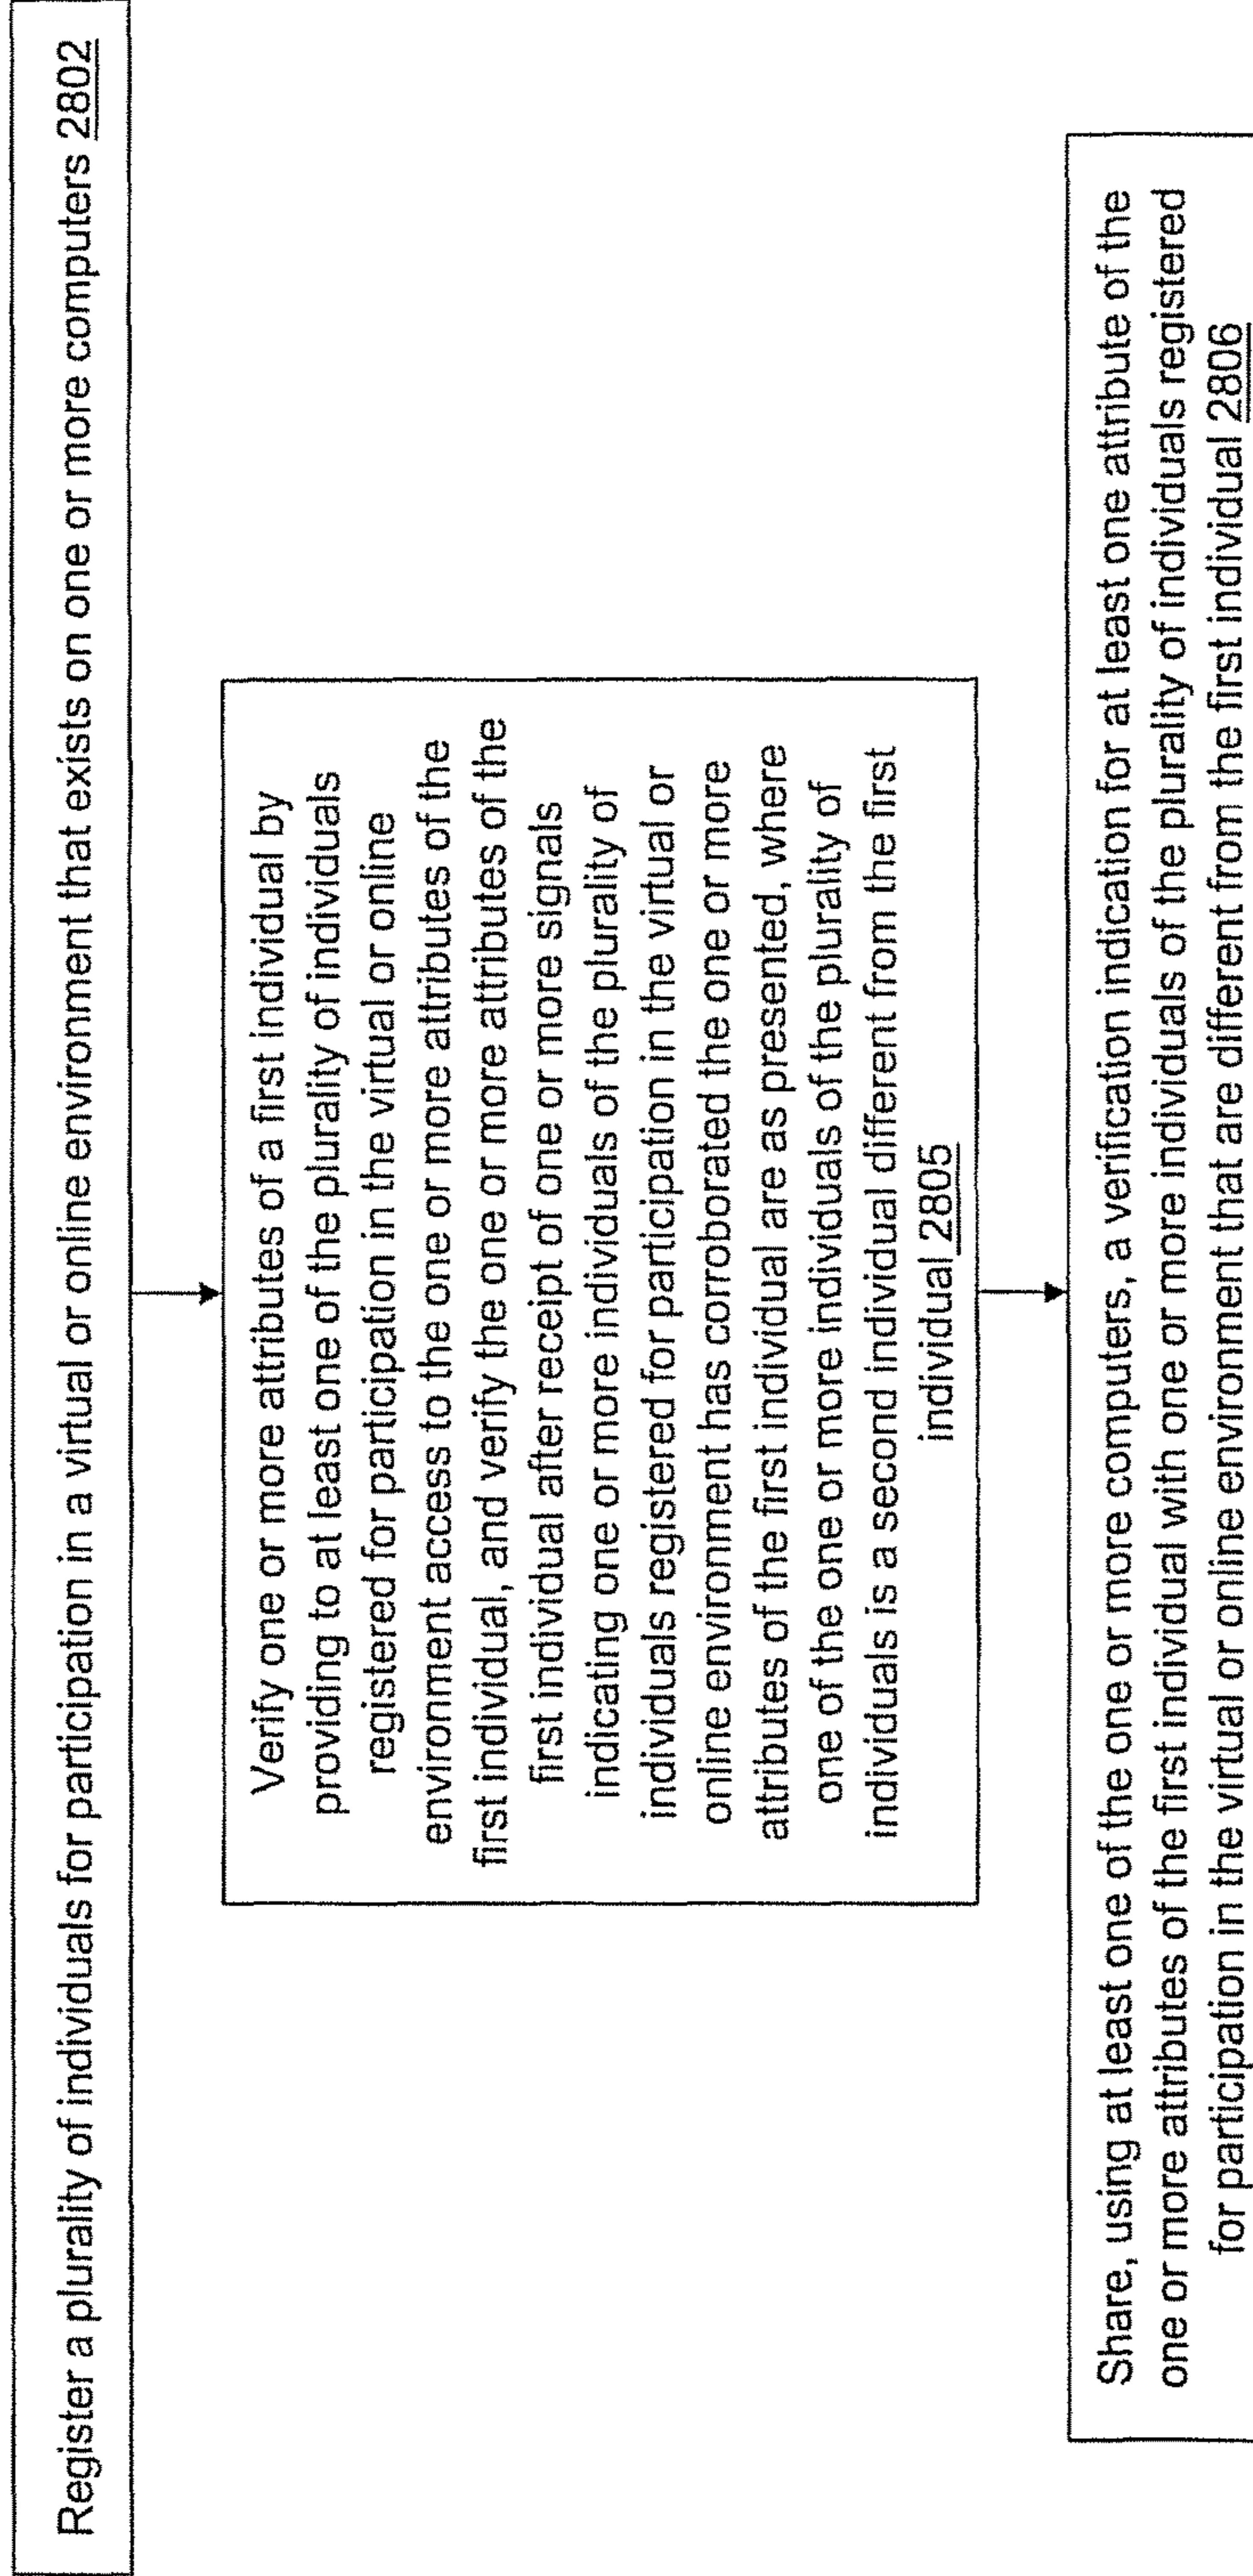 Register a plurality of individuals for participation in a virtual or online environment that exists on one or more computers 2802
Verify one or more attributes of a first individual by
providing to at least one of the plurality of individuals
registered for participation in the virtual or online
environment access to the one or more attributes of the
first individual, and verify the one or more attributes of the
first individual after receipt of one or more signals
indicating one or more individuals of the plurality of
individuals registered for participation in the virtual or
online environment has corroborated the one or more
attributes of the first individual are as presented, where
one of the one or more individuals of the plurality of
individuals is a second individual different from the first
individual 2805
Share, using at least one of the one or more computers, a verification indication for at least one attribute of the
one or more attributes of the first individual with one or more individuals of the plurality of individuals registered
for participation in the virtual or online environment that are different from the first individual 2806